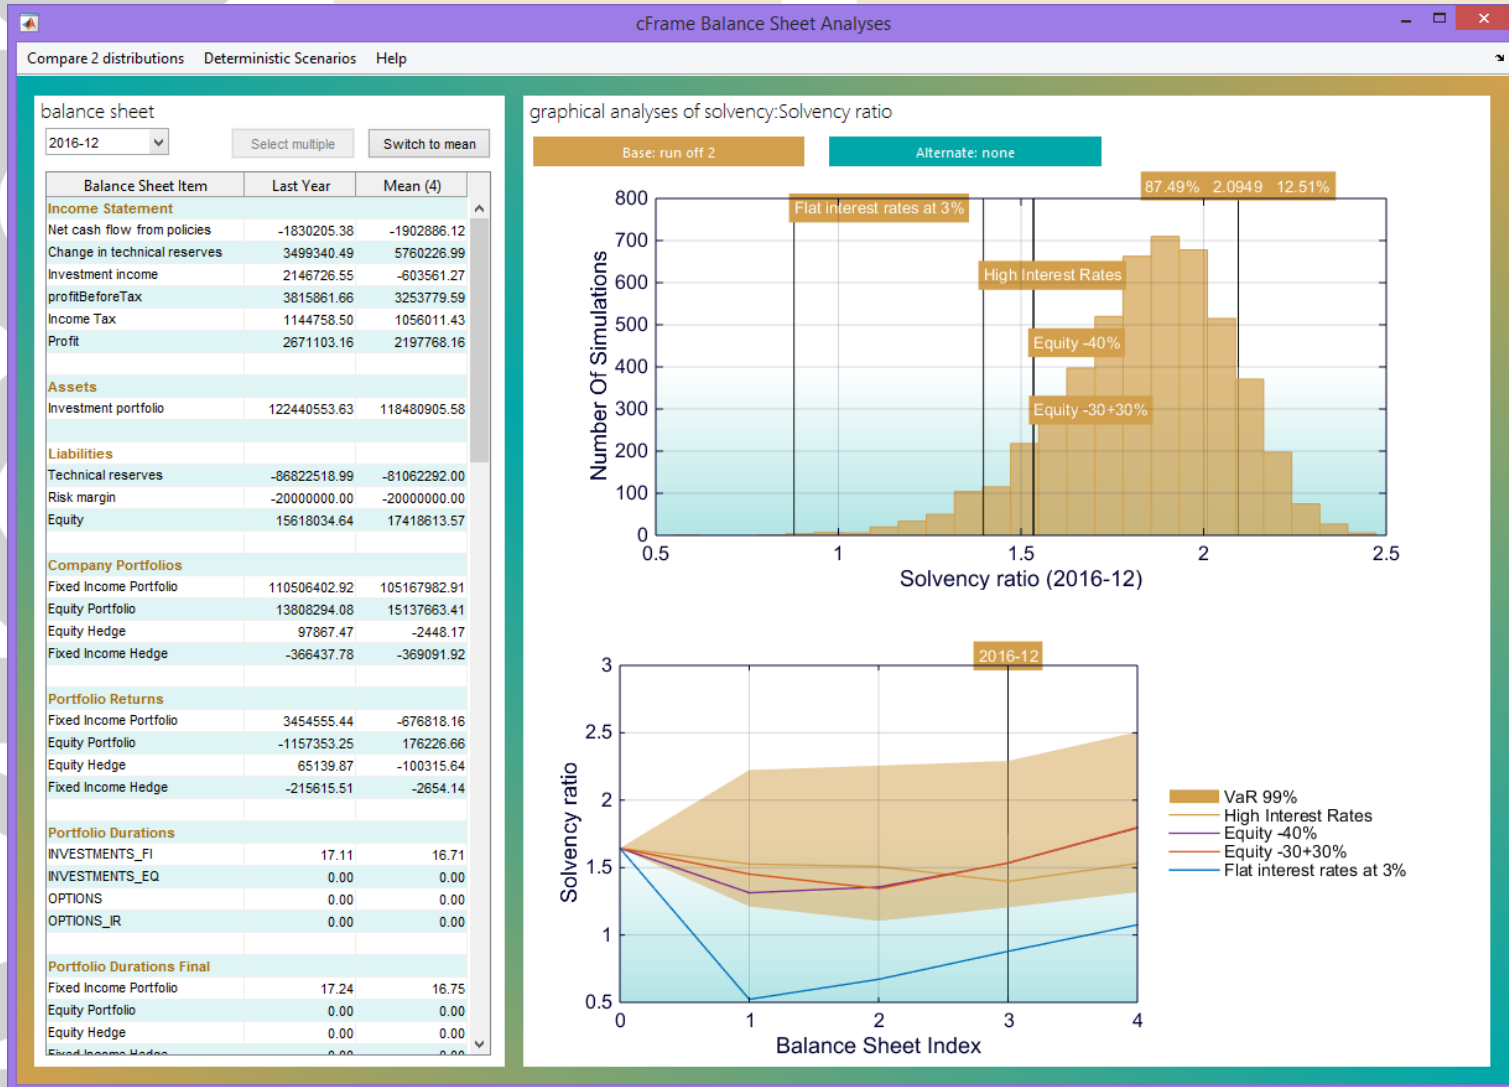 cFrame Balance Sheet Analyses
Compare 2 distributions Deterministic Scenarios Help
balance sheet
2016-12 Select multiple Switch to mean
Balance Sheet Item Last Year Mean (4)
Income Statement
Net cash flow from policies -1830205.38 -1902886.12
Change in technical reserves 3499340.49 5760226.99
Investment income 2146726.55 -603561.27
profitBeforeTax 3815861.66 3253779.59
Income Tax 1144758.50 1056011.43
Profit 2671103.16 2197768.16
Assets
Investment portfolio 122440553.63 118480905.58
Liabilities
Technical reserves -86822518.99 -81062292.00
Risk margin -20000000.00 -20000000.00
Equity 15618034.64 17418613.57
Company Portfolios
Fixed Income Portfolio 110506402.92 105167982.91
Equity Portfolio 13808294.08 15137663.41
Equity Hedge 97867.47 -2448.17
Fixed Income Hedge -366437.78 -369091.92
Portfolio Returns
Fixed Income Portfolio 3454555.44 -676818.16
Equity Portfolio -1157353.25 176226.66
Equity Hedge 65139.87 -100315.64
Fixed Income Hedge -215615.51 -2654.14
Portfolio Durations
INVESTMENTS_FI 17.11 16.71
INVESTMENTS_EQ 0.00 0.00
OPTIONS 0.00 0.00
OPTIONS_IR 0.00 0.00
Portfolio Durations Final
Fixed Income Portfolio 17.24 16.75
Equity Portfolio 0.00 0.00
Equity Hedge 0.00 0.00
Fixed Income Hedge 0.00 0.00
graphical analyses of solvency:Solvency ratio
Base: run off 2 Alternate: none
87.49% 2.0949 12.51%
Flat interest rates at 3%
High Interest Rates
Equity -40%
Equity -30+30%
Number Of Simulations
800
700
600
500
400
300
200
100
0
0.5 1 1.5 2 2.5
Solvency ratio (2016-12)
2016-12
Solvency ratio
3
2.5
2
1.5
1
0.5
0 1 2 3 4
Balance Sheet Index
VaR 99%
High Interest Rates
Equity -40%
Equity -30+30%
Flat interest rates at 3%